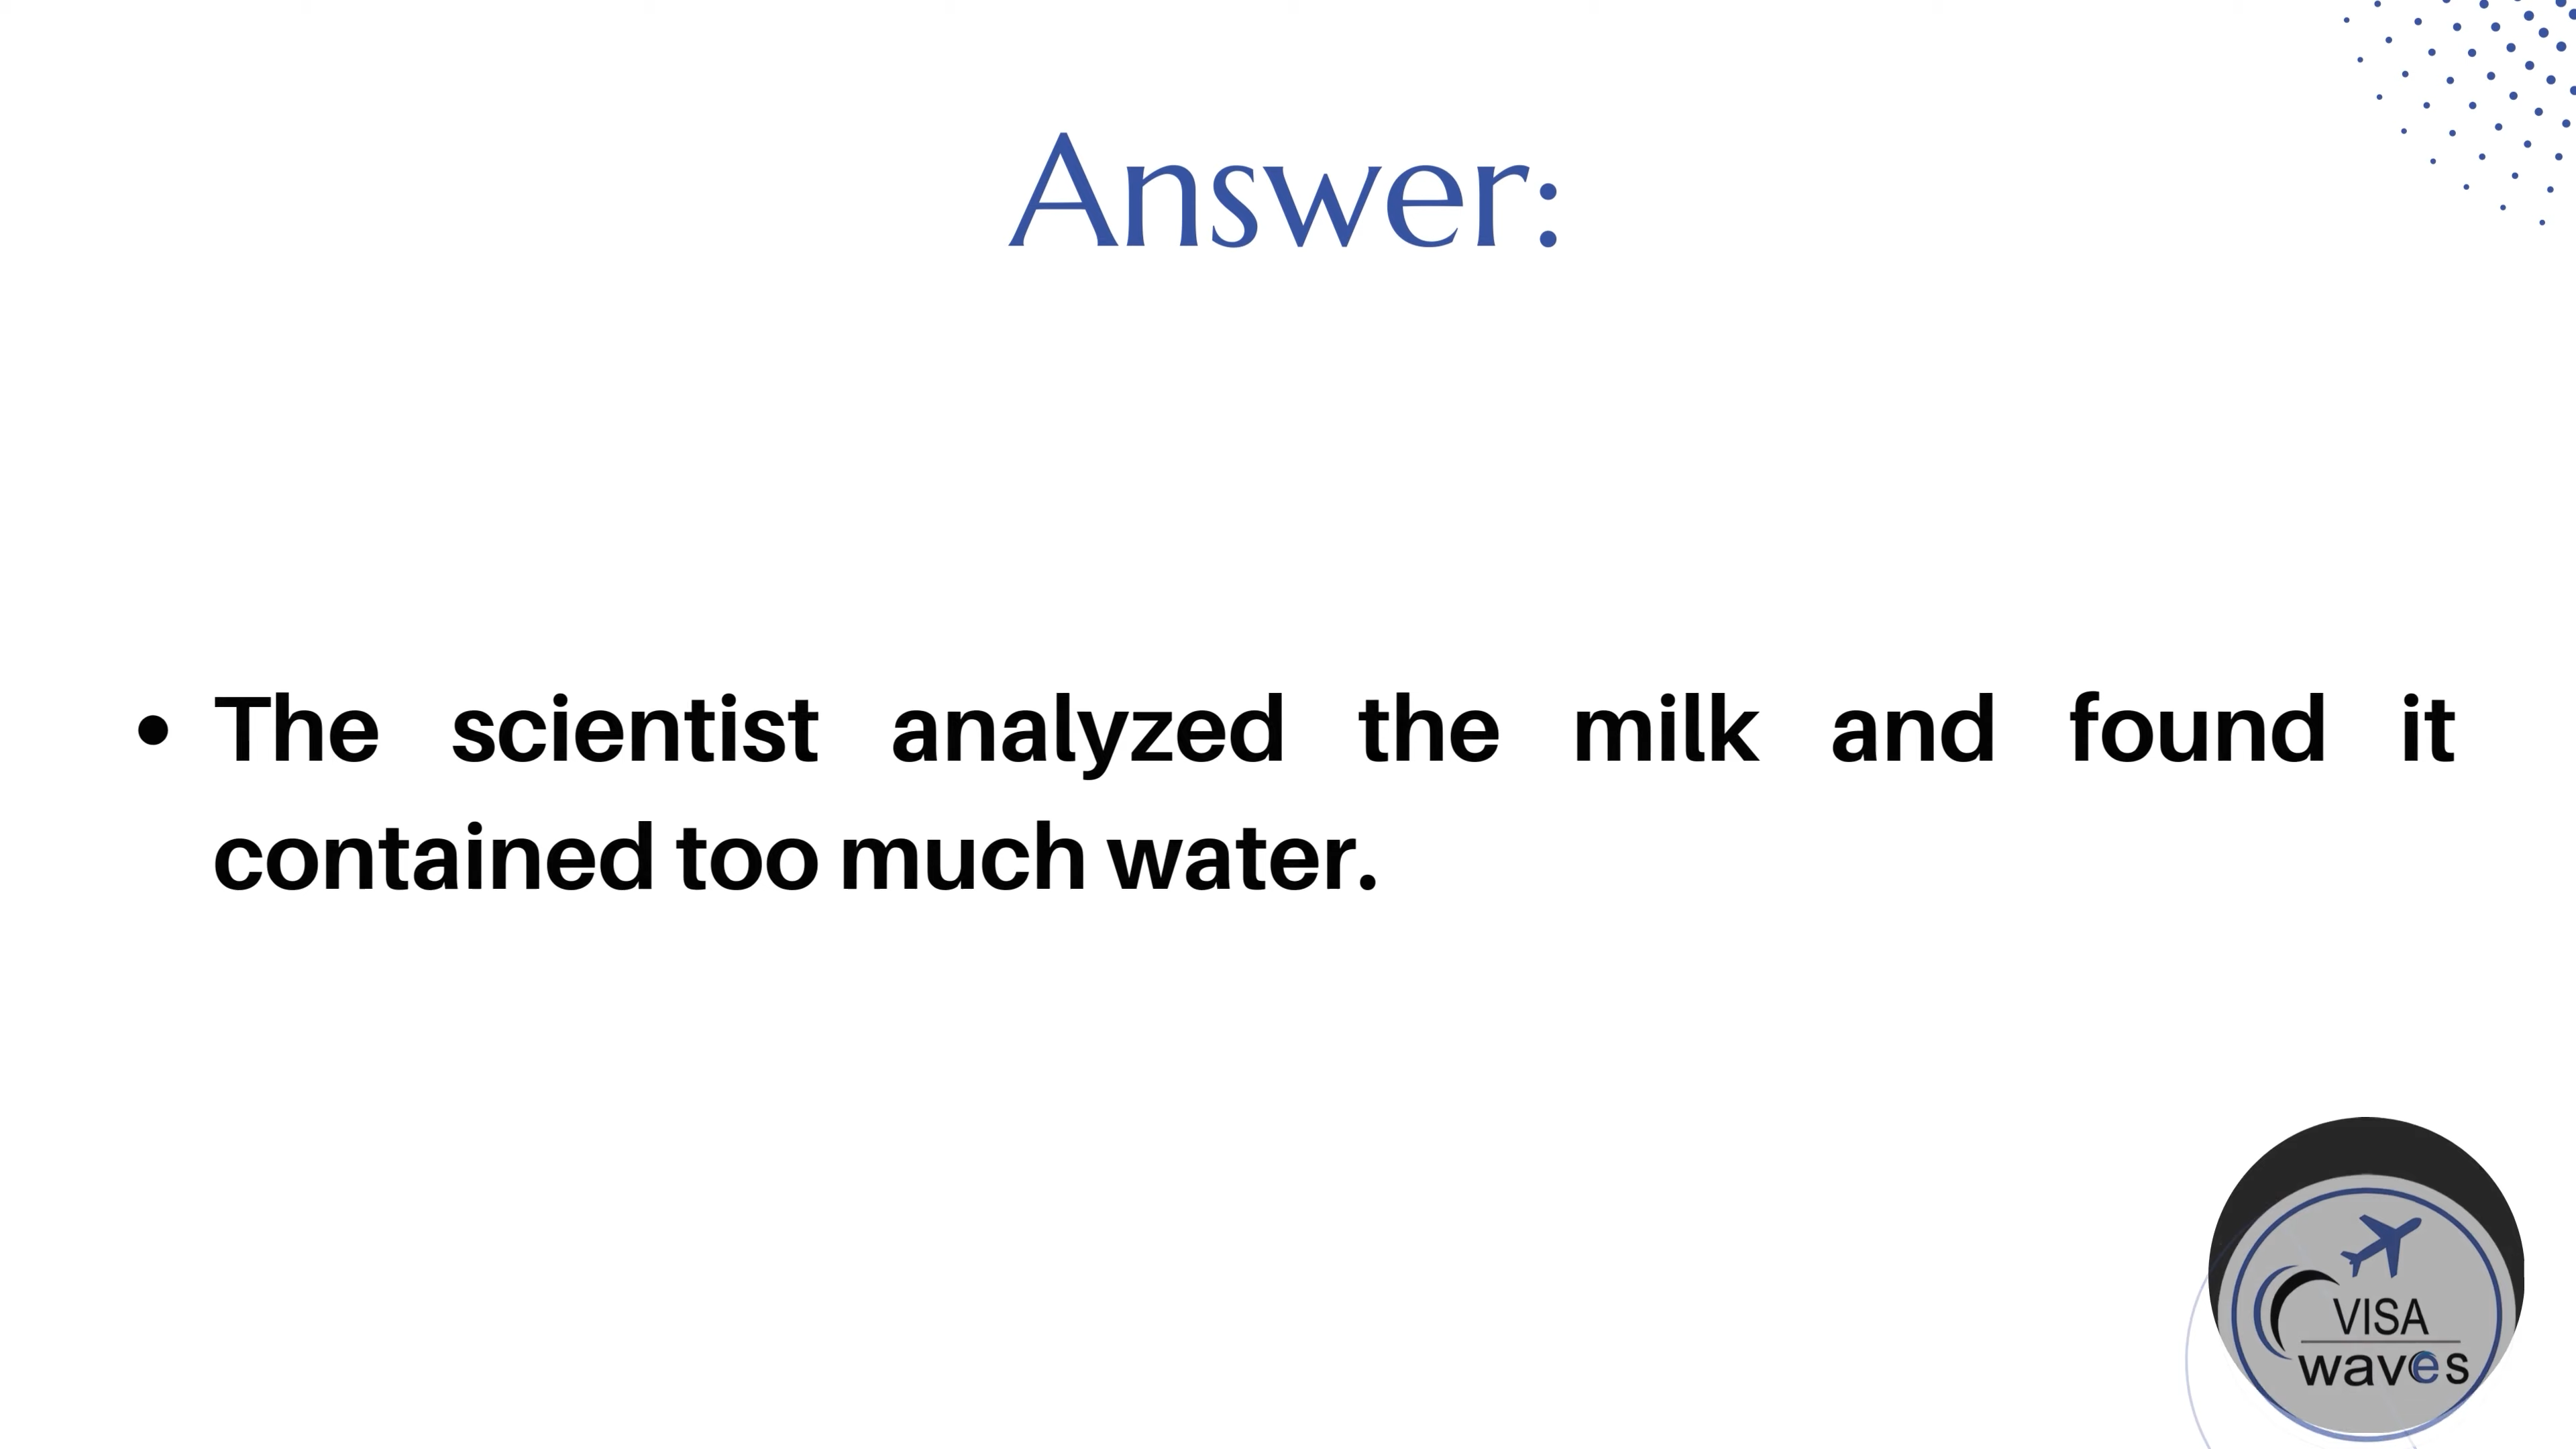 Answer:
• The scientist analyzed the milk and found it
contained too much water.
VISA
waves